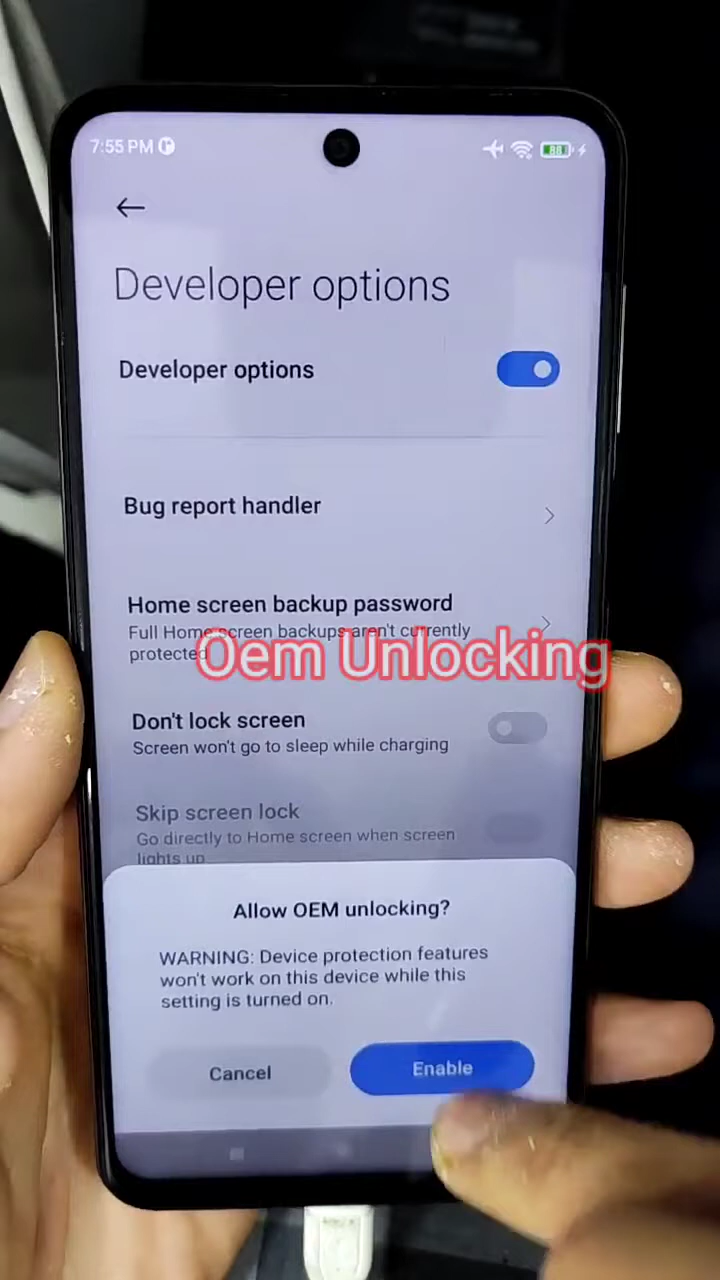 7:55 PM
88
Developer options
Developer options
Bug report handler
Home screen backup password
Full Home screen backups aren't currently
protected
Oem Unlocking
Don't lock screen
Screen won't go to sleep while charging
Skip screen lock
Go directly to Home screen when screen
lights up
Allow OEM unlocking?
WARNING: Device protection features
won't work on this device while this
setting is turned on.
Cancel
Enable